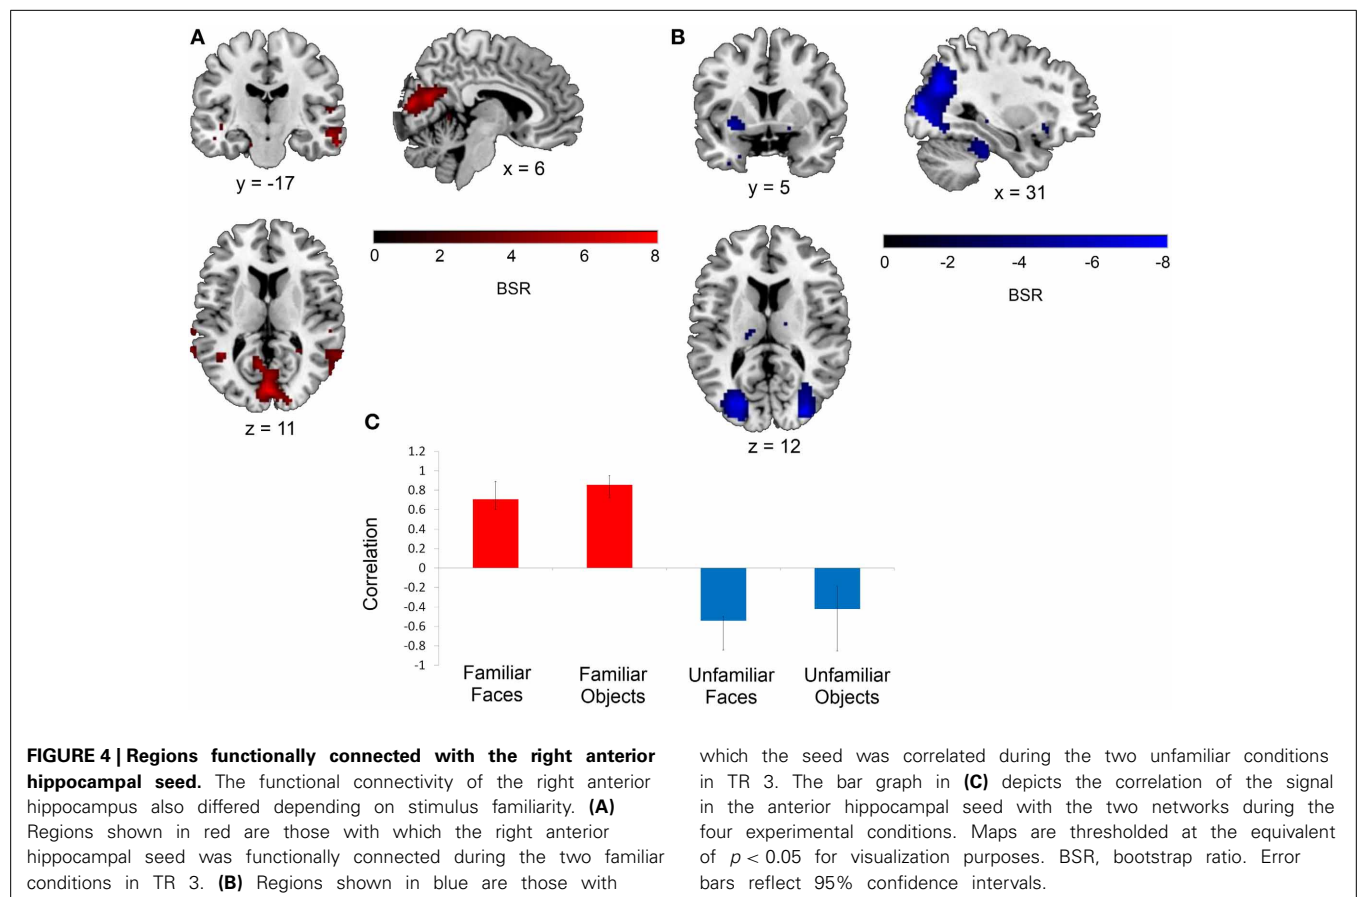 A
B
y = -17
x = 6
y = 5
x = 31
0 2 4 6 8
BSR
0 -2 -4 -6 -8
BSR
z = 11
z = 12
C
1.2
1
0.8
0.6
0.4
0.2
0
-0.2
-0.4
-0.6
-0.8
-1
Correlation
Familiar
Faces
Familiar
Objects
Unfamiliar
Faces
Unfamiliar
Objects
FIGURE 4 | Regions functionally connected with the right anterior
hippocampal seed. The functional connectivity of the right anterior
hippocampus also differed depending on stimulus familiarity. (A)
Regions shown in red are those with which the right anterior
hippocampal seed was functionally connected during the two familiar
conditions in TR 3. (B) Regions shown in blue are those with
which the seed was correlated during the two unfamiliar conditions
in TR 3. The bar graph in (C) depicts the correlation of the signal
in the anterior hippocampal seed with the two networks during the
four experimental conditions. Maps are thresholded at the equivalent
of p < 0.05 for visualization purposes. BSR, bootstrap ratio. Error
bars reflect 95% confidence intervals.